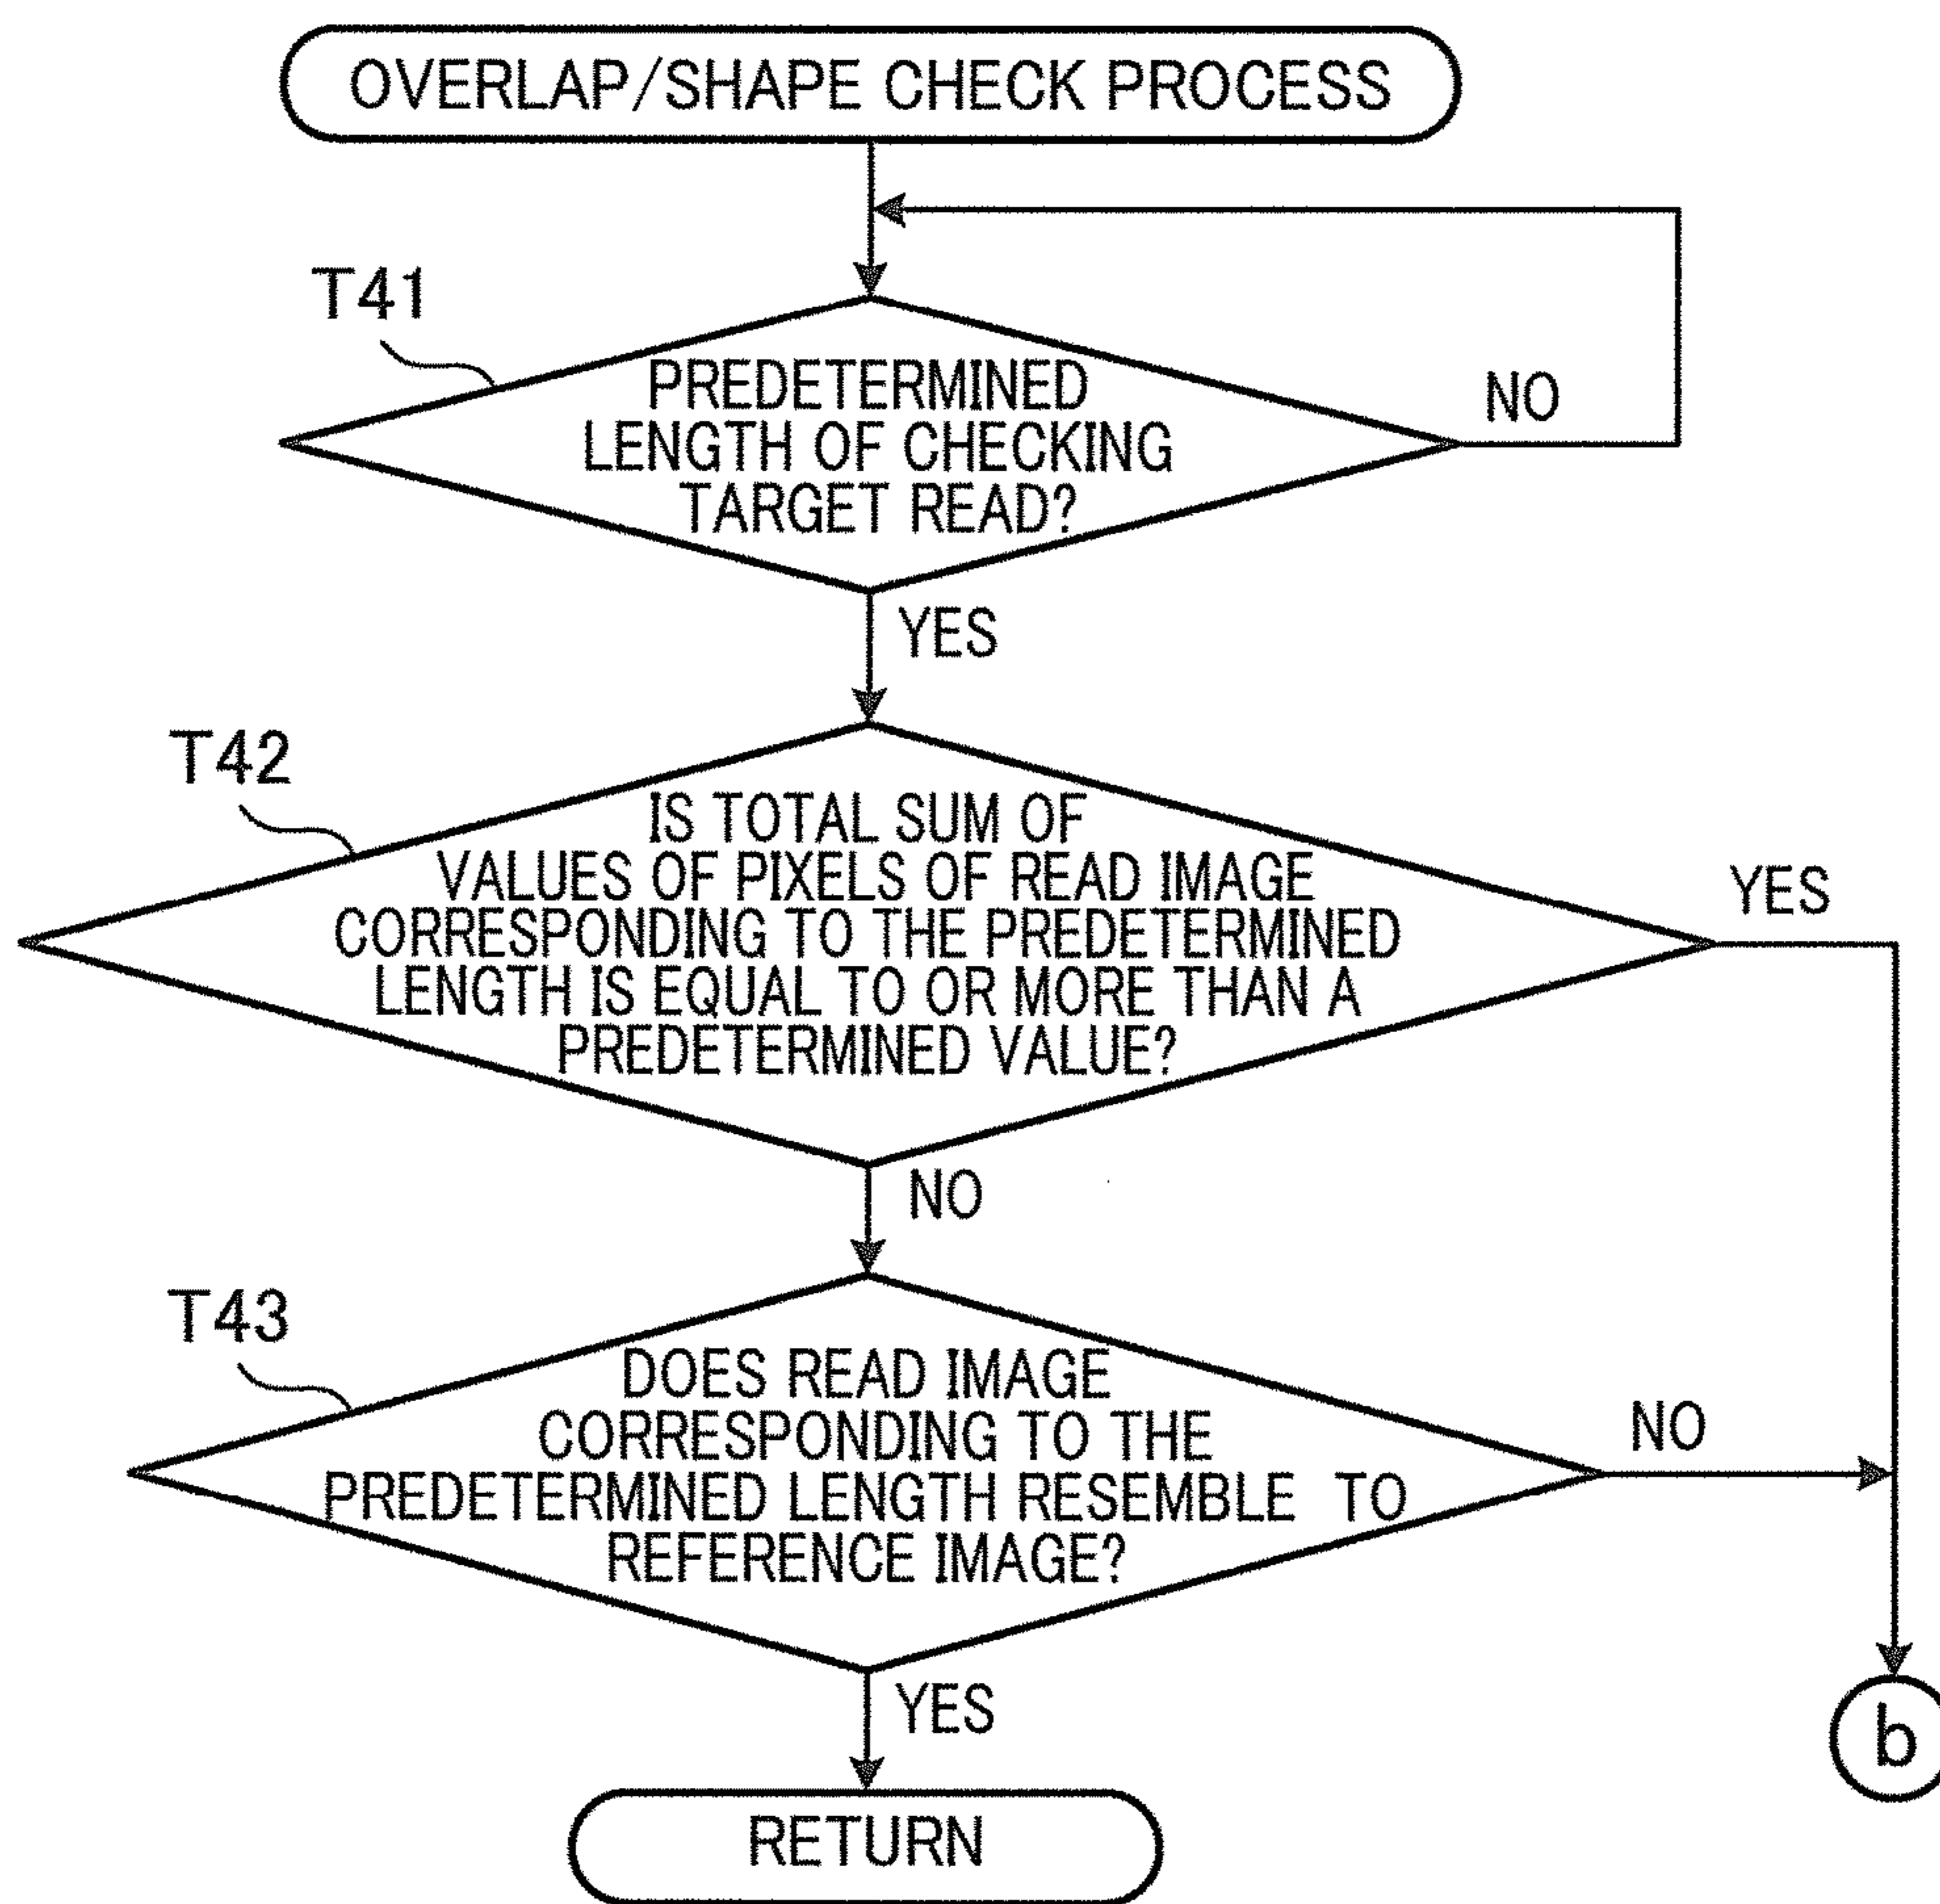 OVERLAP/SHAPE CHECK PROCESS
T41
PREDETERMINED
LENGTH OF CHECKING
TARGET READ?
NO
YES
T42
IS TOTAL SUM OF
VALUES OF PIXELS OF READ IMAGE
CORRESPONDING TO THE PREDETERMINED
LENGTH IS EQUAL TO OR MORE THAN A
PREDETERMINED VALUE?
YES
NO
T43
DOES READ IMAGE
CORRESPONDING TO THE
PREDETERMINED LENGTH RESEMBLE TO
REFERENCE IMAGE?
NO
YES
b
RETURN